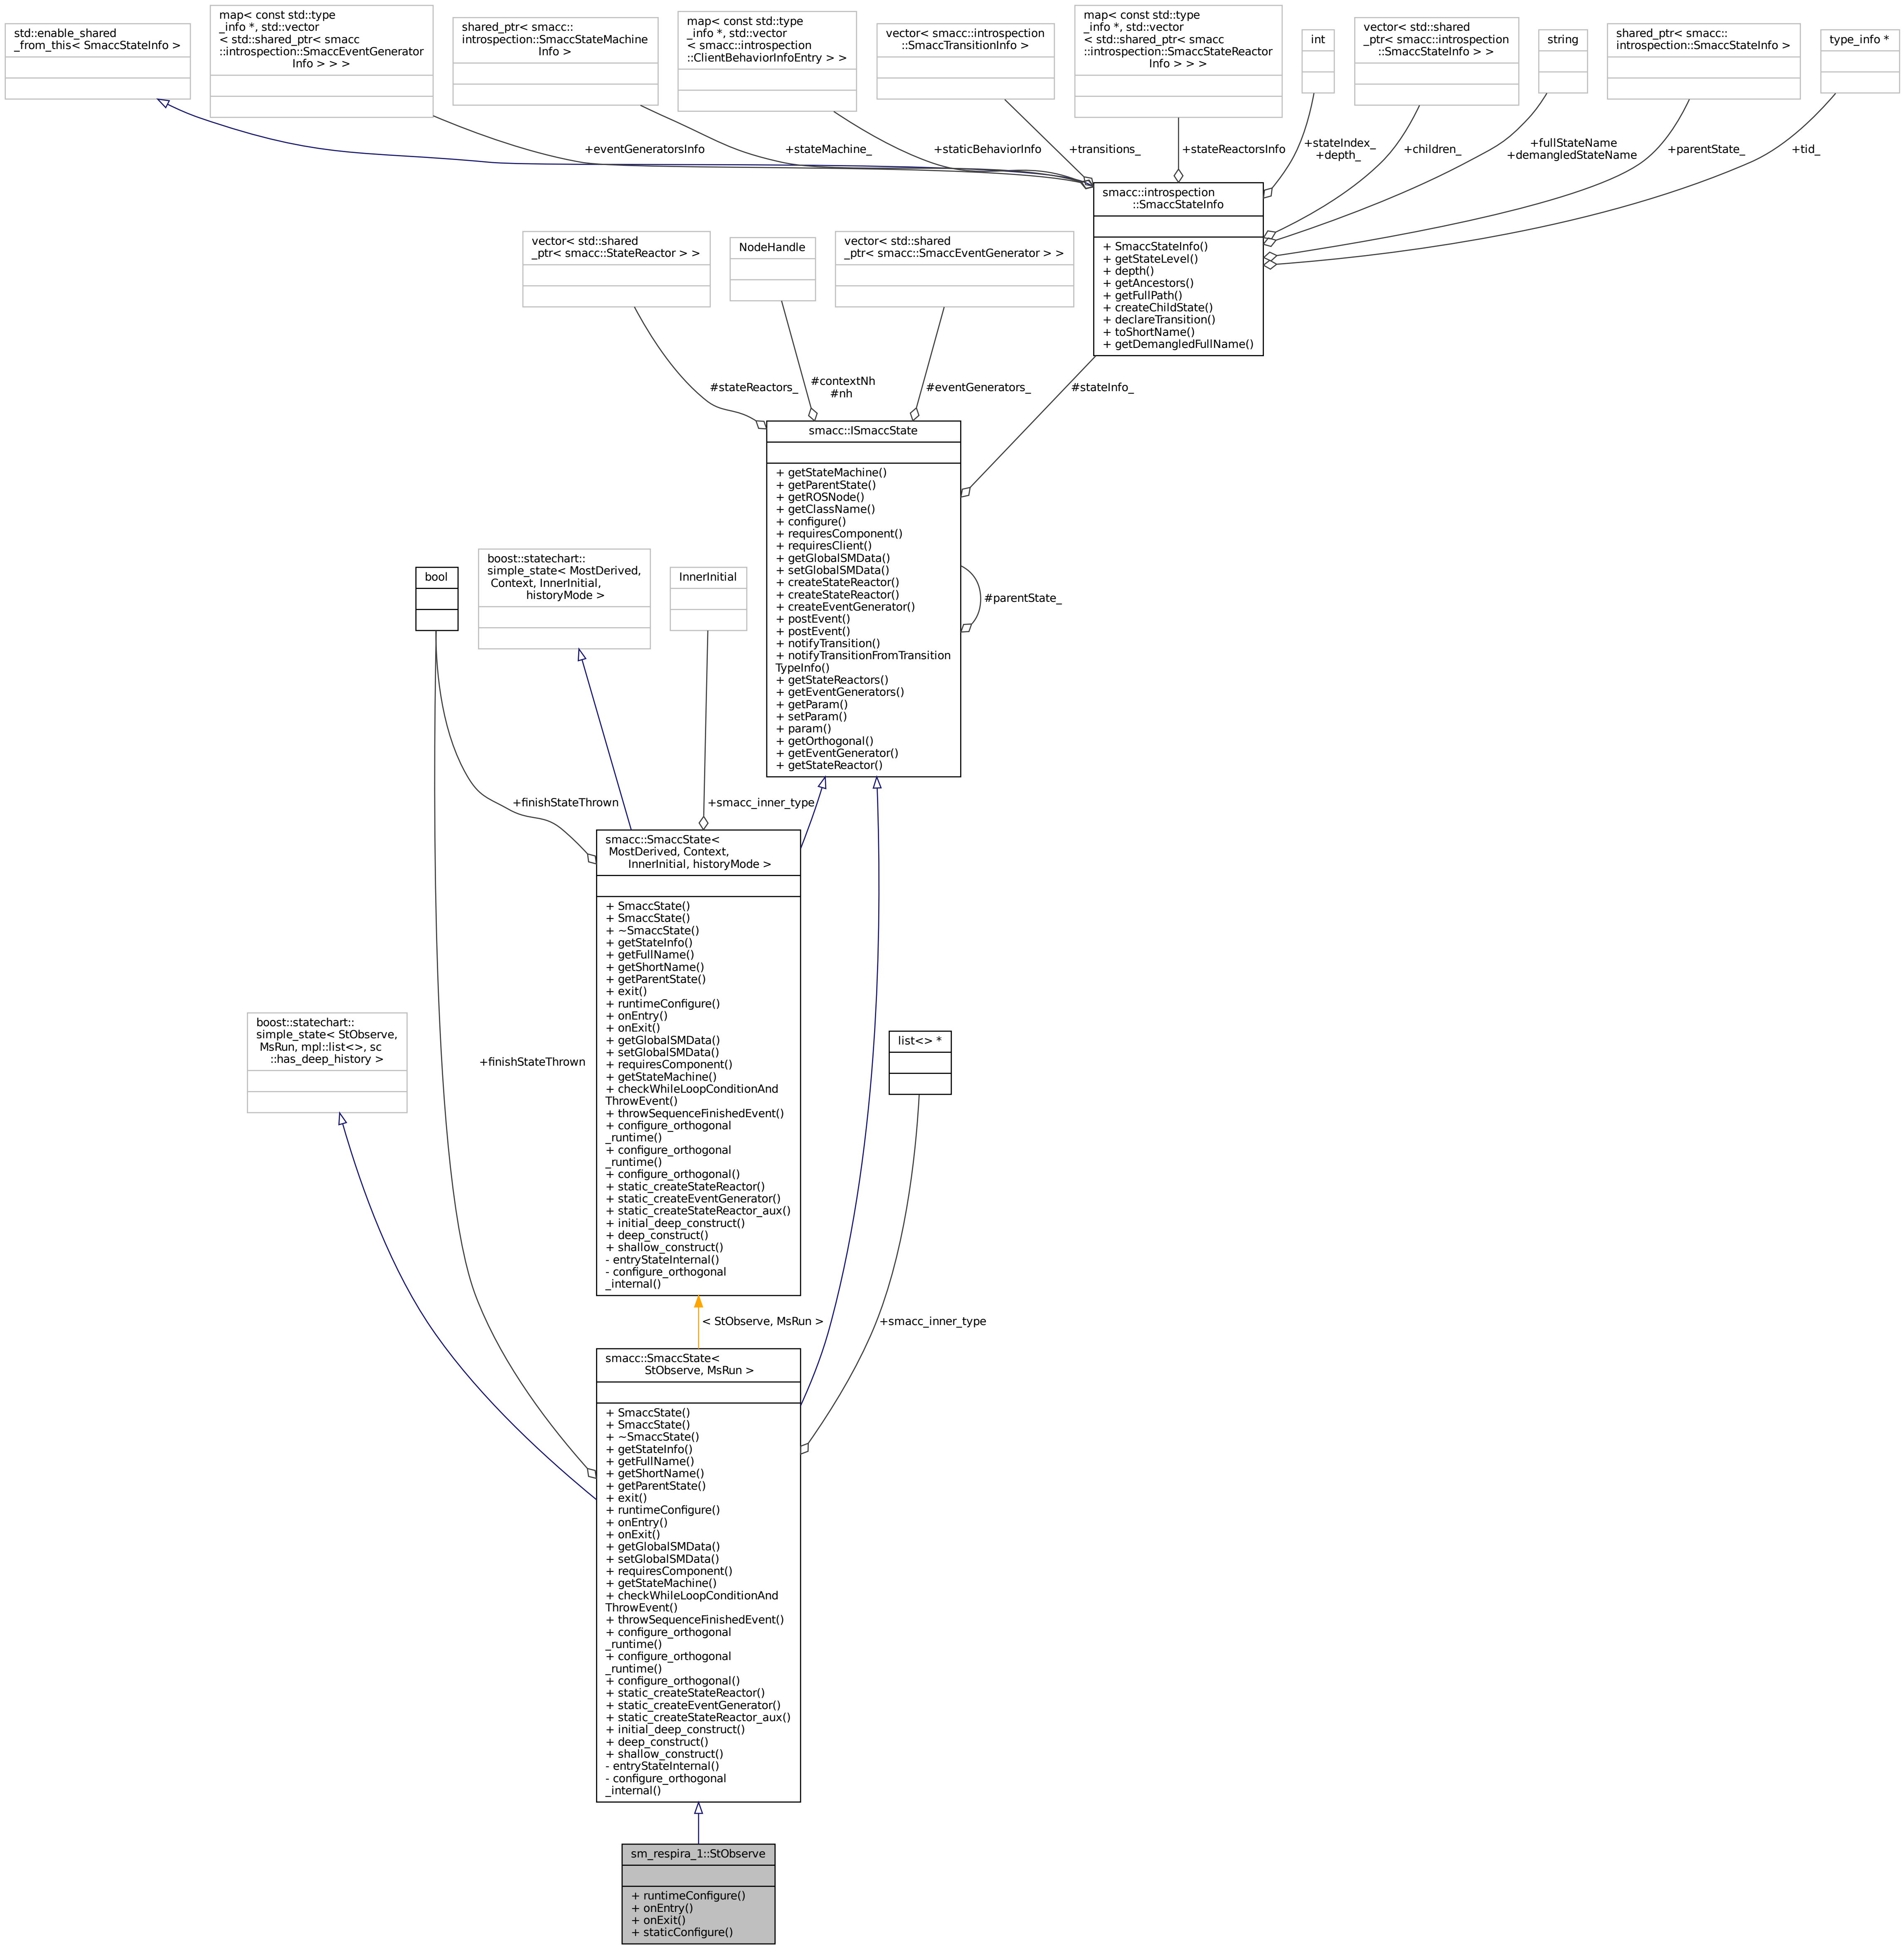 std::enable_shared
_from_this< SmaccStateInfo >
map< const std::type
_info *, std::vector
< std::shared_ptr< smacc
::introspection::SmaccEventGenerator
Info > > >
shared_ptr< smacc::
introspection::SmaccStateMachine
Info >
map< const std::type
_info *, std::vector
< smacc::introspection
::ClientBehaviorInfoEntry > >
vector< smacc::introspection
::SmaccTransitionInfo >
map< const std::type
_info *, std::vector
< std::shared_ptr< smacc
::introspection::SmaccStateReactor
Info > > >
int
vector< std::shared
_ptr< smacc::introspection
::SmaccStateInfo > >
string
shared_ptr< smacc::
introspection::SmaccStateInfo >
type_info *
+eventGeneratorsInfo
+stateMachine_
+staticBehaviorInfo
+transitions_
+stateReactorsInfo
+stateIndex_
+depth_
+children_
+fullStateName
+demangledStateName
+parentState_
+tid_
smacc::introspection
::SmaccStateInfo
+ SmaccStateInfo()
+ getStateLevel()
+ depth()
+ getAncestors()
+ getFullPath()
+ createChildState()
+ declareTransition()
+ toShortName()
+ getDemangledFullName()
vector< std::shared
_ptr< smacc::StateReactor > >
NodeHandle
vector< std::shared
_ptr< smacc::SmaccEventGenerator > >
#stateReactors_
#contextNh
#nh
#eventGenerators_
#stateInfo_
smacc::ISmaccState
+ getStateMachine()
+ getParentState()
+ getROSNode()
+ getClassName()
+ configure()
+ requiresComponent()
+ requiresClient()
+ getGlobalSMData()
+ setGlobalSMData()
+ createStateReactor()
+ createStateReactor()
+ createEventGenerator()
+ postEvent()
+ postEvent()
+ notifyTransition()
+ notifyTransitionFromTransition
TypeInfo()
+ getStateReactors()
+ getEventGenerators()
+ getParam()
+ setParam()
+ param()
+ getOrthogonal()
+ getEventGenerator()
+ getStateReactor()
#parentState_
bool
boost::statechart::
simple_state< MostDerived,
Context, InnerInitial,
historyMode >
InnerInitial
+finishStateThrown
+smacc_inner_type
smacc::SmaccState<
MostDerived, Context,
InnerInitial, historyMode >
+ SmaccState()
+ SmaccState()
+ ~SmaccState()
+ getStateInfo()
+ getFullName()
+ getShortName()
+ getParentState()
+ exit()
+ runtimeConfigure()
+ onEntry()
+ onExit()
+ getGlobalSMData()
+ setGlobalSMData()
+ requiresComponent()
+ getStateMachine()
+ checkWhileLoopConditionAnd
ThrowEvent()
+ throwSequenceFinishedEvent()
+ configure_orthogonal
_runtime()
+ configure_orthogonal
_runtime()
+ configure_orthogonal()
+ static_createStateReactor()
+ static_createEventGenerator()
+ static_createStateReactor_aux()
+ initial_deep_construct()
+ deep_construct()
+ shallow_construct()
- entryStateInternal()
- configure_orthogonal
_internal()
boost::statechart::
simple_state< StObserve,
MsRun, mpl::list<>, sc
::has_deep_history >
+finishStateThrown
list<> *
< StObserve, MsRun >
+smacc_inner_type
smacc::SmaccState<
StObserve, MsRun >
+ SmaccState()
+ SmaccState()
+ ~SmaccState()
+ getStateInfo()
+ getFullName()
+ getShortName()
+ getParentState()
+ exit()
+ runtimeConfigure()
+ onEntry()
+ onExit()
+ getGlobalSMData()
+ setGlobalSMData()
+ requiresComponent()
+ getStateMachine()
+ checkWhileLoopConditionAnd
ThrowEvent()
+ throwSequenceFinishedEvent()
+ configure_orthogonal
_runtime()
+ configure_orthogonal
_runtime()
+ configure_orthogonal()
+ static_createStateReactor()
+ static_createEventGenerator()
+ static_createStateReactor_aux()
+ initial_deep_construct()
+ deep_construct()
+ shallow_construct()
- entryStateInternal()
- configure_orthogonal
_internal()
sm_respira_1::StObserve
+ runtimeConfigure()
+ onEntry()
+ onExit()
+ staticConfigure()